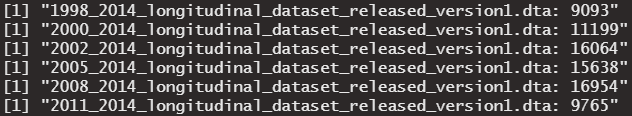 [1] "1998_2014_longitudinal_dataset_released_version1.dta: 9093"
[1] "2000_2014_longitudinal_dataset_released_version1.dta: 11199"
[1] "2002_2014_longitudinal_dataset_released_version1.dta: 16064"
[1] "2005_2014_longitudinal_dataset_released_version1.dta: 15638"
[1] "2008_2014_longitudinal_dataset_released_version1.dta: 16954"
[1] "2011_2014_longitudinal_dataset_released_version1.dta: 9765"